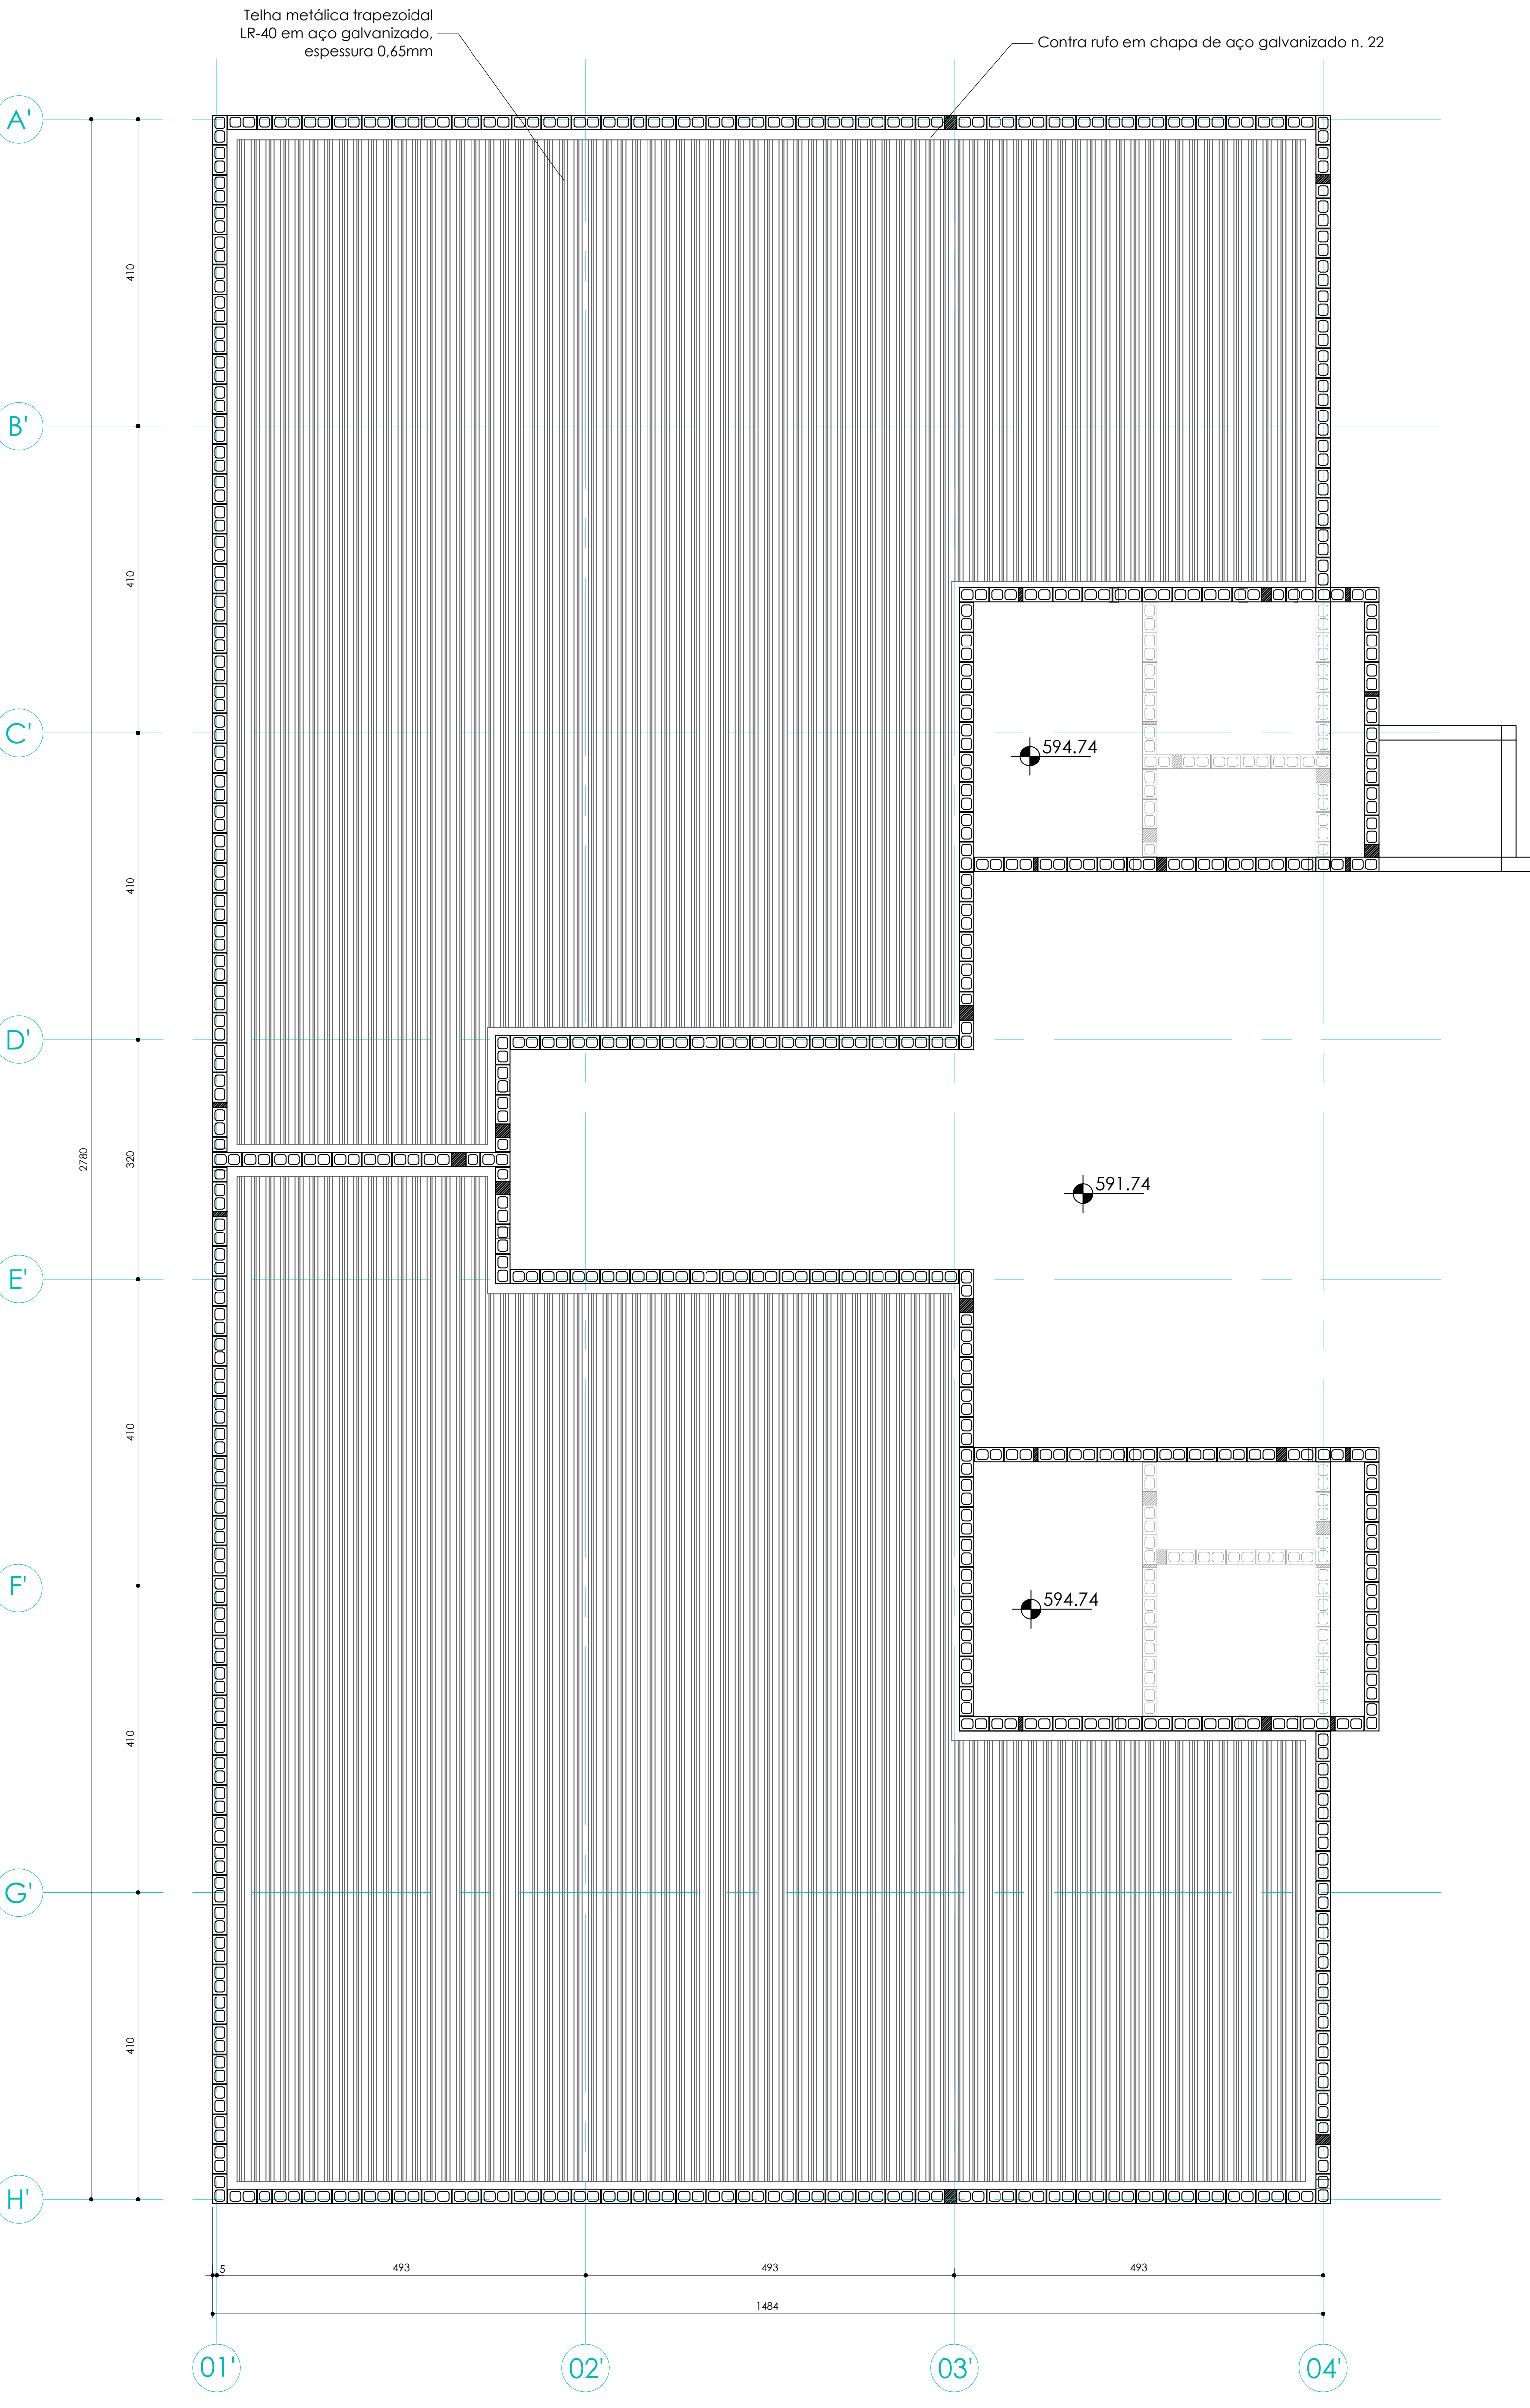 Telha metálica trapezoidal
LR-40 em aço galvanizado,
espessura 0,65mm
Contra rufo em chapa de aço galvanizado n. 22
A'
410
B'
410
C'
594.74
410
D'
2780
320
591.74
E'
410
F'
594.74
410
G'
410
H'
5
493
493
493
1484
01'
02'
03'
04'